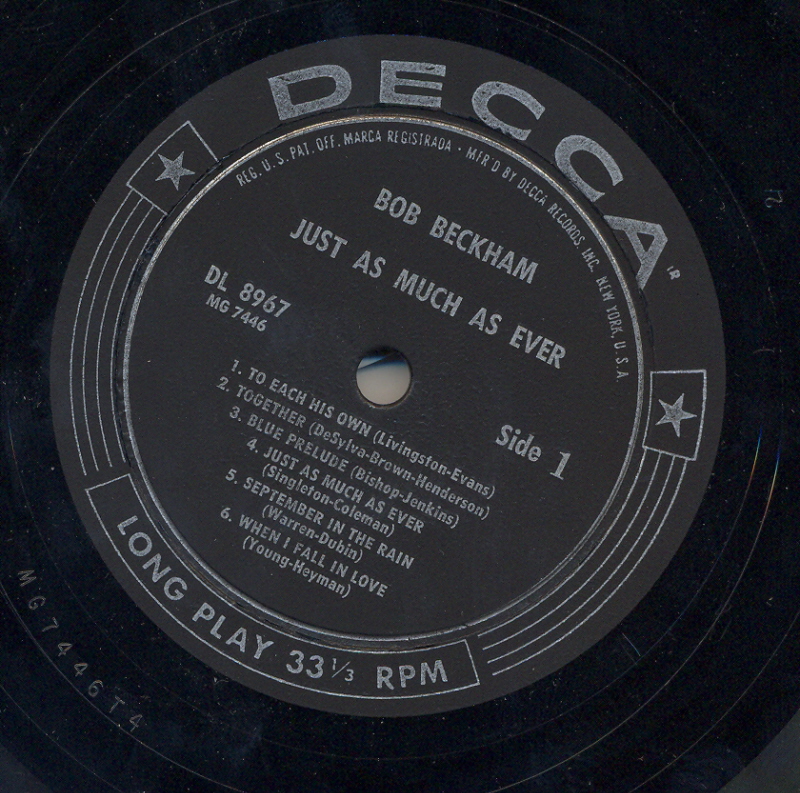 DECCA
REG. U.S. PAT. OFF. MARCA REGISTRADA • MFR'D BY DECCA RECORDS, INC. NEW YORK, U.S.A.
BOB BECKHAM
JUST AS MUCH AS EVER
DL 8967
MG 7446
Side 1
1. TO EACH HIS OWN (Livingston-Evans)
2. TOGETHER (DeSylva-Brown-Henderson)
3. BLUE PRELUDE (Bishop-Jenkins)
4. JUST AS MUCH AS EVER
(Singleton-Coleman)
5. SEPTEMBER IN THE RAIN
(Warren-Dubin)
6. WHEN I FALL IN LOVE
(Young-Heyman)
LONG PLAY 33⅓ RPM
MG7446T4